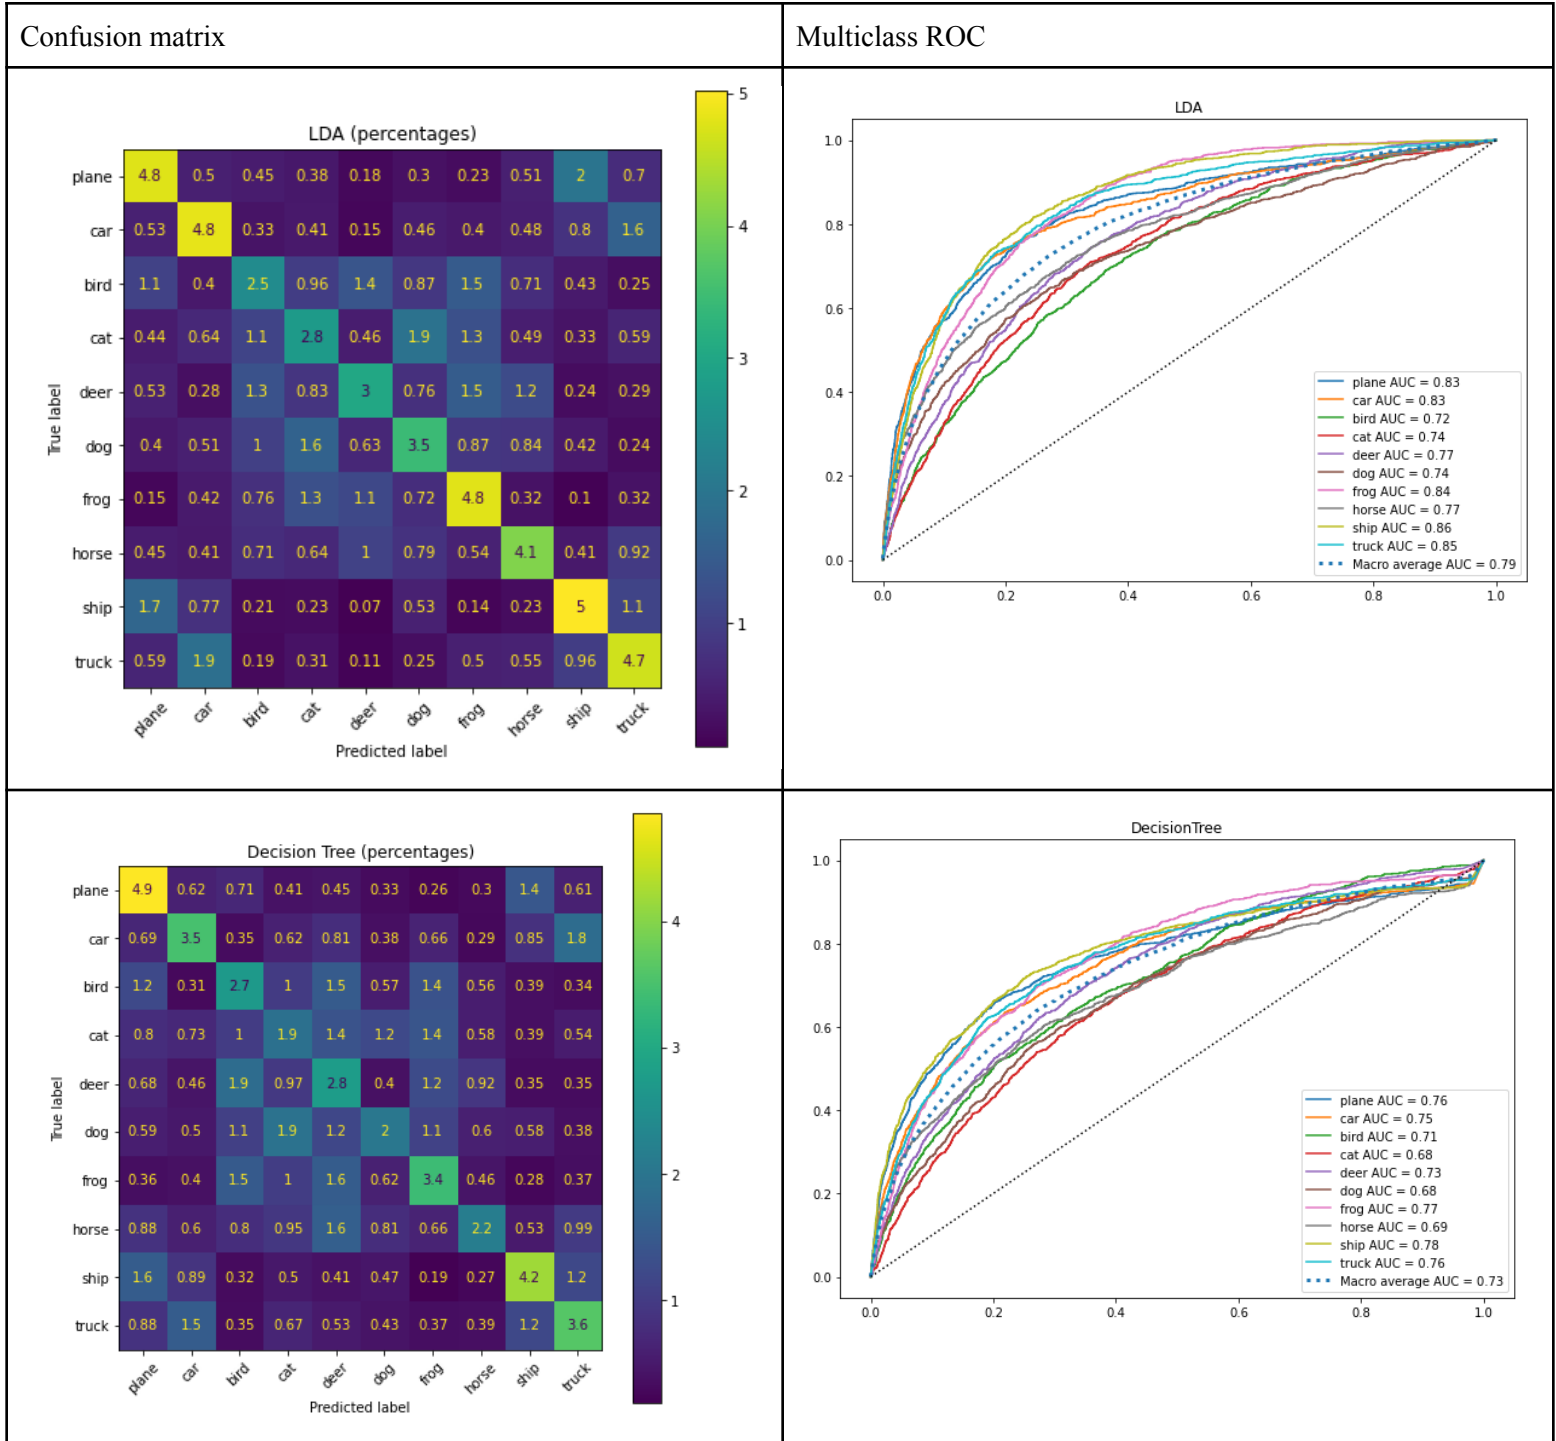 Confusion matrix
Multiclass ROC
LDA (percentages)
True label
plane 4.8 0.5 0.45 0.38 0.18 0.3 0.23 0.51 2 0.7
car 0.53 4.8 0.33 0.41 0.15 0.46 0.4 0.48 0.8 1.6
bird 1.1 0.4 2.5 0.96 1.4 0.87 1.5 0.71 0.43 0.25
cat 0.44 0.64 1.1 2.8 0.46 1.9 1.3 0.49 0.33 0.59
deer 0.53 0.28 1.3 0.83 3 0.76 1.5 1.2 0.24 0.29
dog 0.4 0.51 1 1.6 0.63 3.5 0.87 0.84 0.42 0.24
frog 0.15 0.42 0.76 1.3 1.1 0.72 4.8 0.32 0.1 0.32
horse 0.45 0.41 0.71 0.64 1 0.79 0.54 4.1 0.41 0.92
ship 1.7 0.77 0.21 0.23 0.07 0.53 0.14 0.23 5 1.1
truck 0.59 1.9 0.19 0.31 0.11 0.25 0.5 0.55 0.96 4.7
plane car bird cat deer dog frog horse ship truck
Predicted label
5
4
3
2
1
LDA
1.0
0.8
0.6
0.4
0.2
0.0
0.0 0.2 0.4 0.6 0.8 1.0
plane AUC = 0.83
car AUC = 0.83
bird AUC = 0.72
cat AUC = 0.74
deer AUC = 0.77
dog AUC = 0.74
frog AUC = 0.84
horse AUC = 0.77
ship AUC = 0.86
truck AUC = 0.85
Macro average AUC = 0.79
Decision Tree (percentages)
True label
plane 4.9 0.62 0.71 0.41 0.45 0.33 0.26 0.3 1.4 0.61
car 0.69 3.5 0.35 0.62 0.81 0.38 0.66 0.29 0.85 1.8
bird 1.2 0.31 2.7 1 1.5 0.57 1.4 0.56 0.39 0.34
cat 0.8 0.73 1 1.9 1.4 1.2 1.4 0.58 0.39 0.54
deer 0.68 0.46 1.9 0.97 2.8 0.4 1.2 0.92 0.35 0.35
dog 0.59 0.5 1.1 1.9 1.2 2 1.1 0.6 0.58 0.38
frog 0.36 0.4 1.5 1 1.6 0.62 3.4 0.46 0.28 0.37
horse 0.88 0.6 0.8 0.95 1.6 0.81 0.66 2.2 0.53 0.99
ship 1.6 0.89 0.32 0.5 0.41 0.47 0.19 0.27 4.2 1.2
truck 0.88 1.5 0.35 0.67 0.53 0.43 0.37 0.39 1.2 3.6
plane car bird cat deer dog frog horse ship truck
Predicted label
4
3
2
1
DecisionTree
1.0
0.8
0.6
0.4
0.2
0.0
0.0 0.2 0.4 0.6 0.8 1.0
plane AUC = 0.76
car AUC = 0.75
bird AUC = 0.71
cat AUC = 0.68
deer AUC = 0.73
dog AUC = 0.68
frog AUC = 0.77
horse AUC = 0.69
ship AUC = 0.78
truck AUC = 0.76
Macro average AUC = 0.73